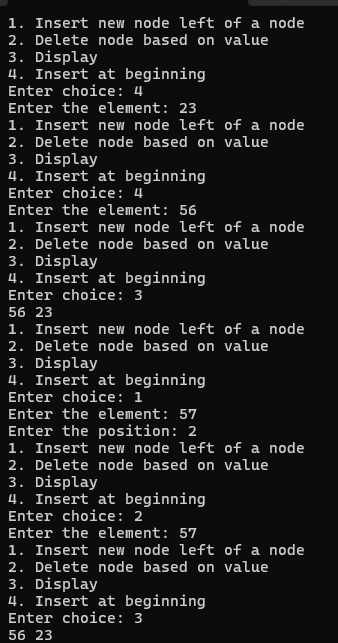 1. Insert new node left of a node
2. Delete node based on value
3. Display
4. Insert at beginning
Enter choice: 4
Enter the element: 23
1. Insert new node left of a node
2. Delete node based on value
3. Display
4. Insert at beginning
Enter choice: 4
Enter the element: 56
1. Insert new node left of a node
2. Delete node based on value
3. Display
4. Insert at beginning
Enter choice: 3
56 23
1. Insert new node left of a node
2. Delete node based on value
3. Display
4. Insert at beginning
Enter choice: 1
Enter the element: 57
Enter the position: 2
1. Insert new node left of a node
2. Delete node based on value
3. Display
4. Insert at beginning
Enter choice: 2
Enter the element: 57
1. Insert new node left of a node
2. Delete node based on value
3. Display
4. Insert at beginning
Enter choice: 3
56 23